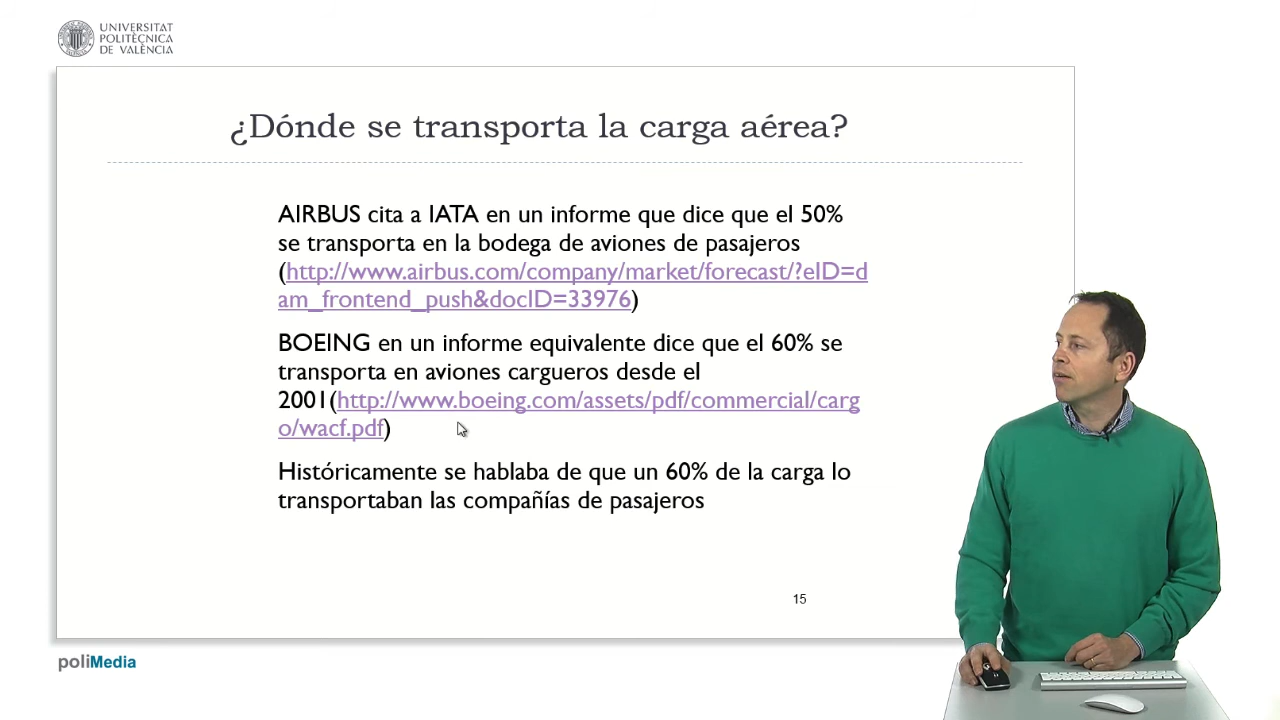 UNIVERSITAT
POLITÈCNICA
DE VALÈNCIA
¿Dónde se transporta la carga aérea?
AIRBUS cita a IATA en un informe que dice que el 50%
se transporta en la bodega de aviones de pasajeros
(http://www.airbus.com/company/market/forecast/?eID=d
am_frontend_push&docID=33976)
BOEING en un informe equivalente dice que el 60% se
transporta en aviones cargueros desde el
2001(http://www.boeing.com/assets/pdf/commercial/carg
o/wacf.pdf)
Históricamente se hablaba de que un 60% de la carga lo
transportaban las compañías de pasajeros
15
poliMedia